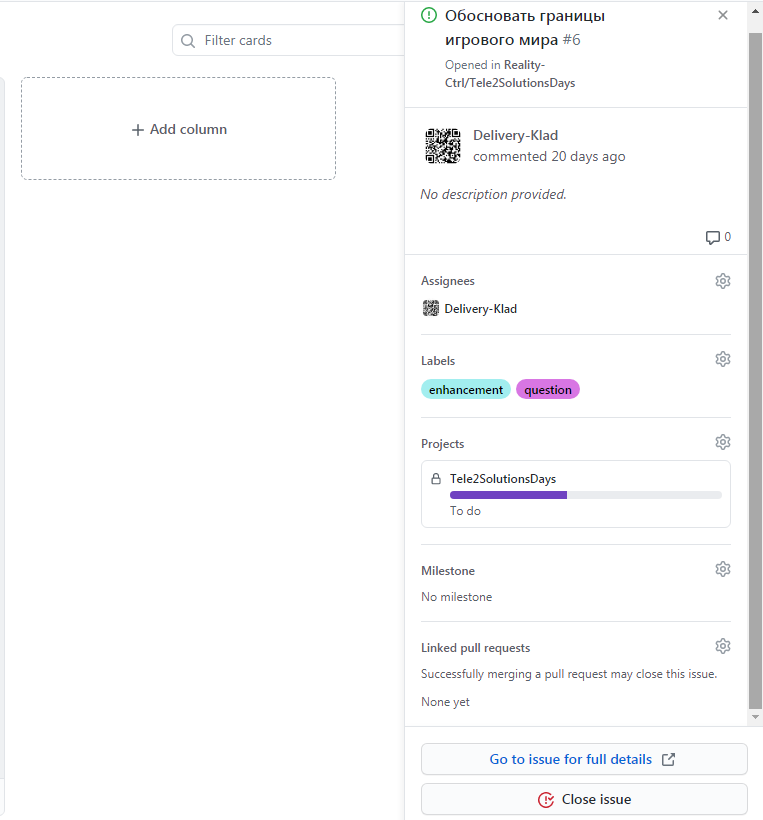 Filter cards
Add column
Обосновать границы
игрового мира #6
Opened in Reality-
Ctrl/Tele2SolutionsDays
Delivery-Klad
commented 20 days ago
No description provided.
0
Assignees
Delivery-Klad
Labels
enhancement question
Projects
Tele2SolutionsDays
To do
Milestone
No milestone
Linked pull requests
Successfully merging a pull request may close this issue.
None yet
Go to issue for full details
Close issue